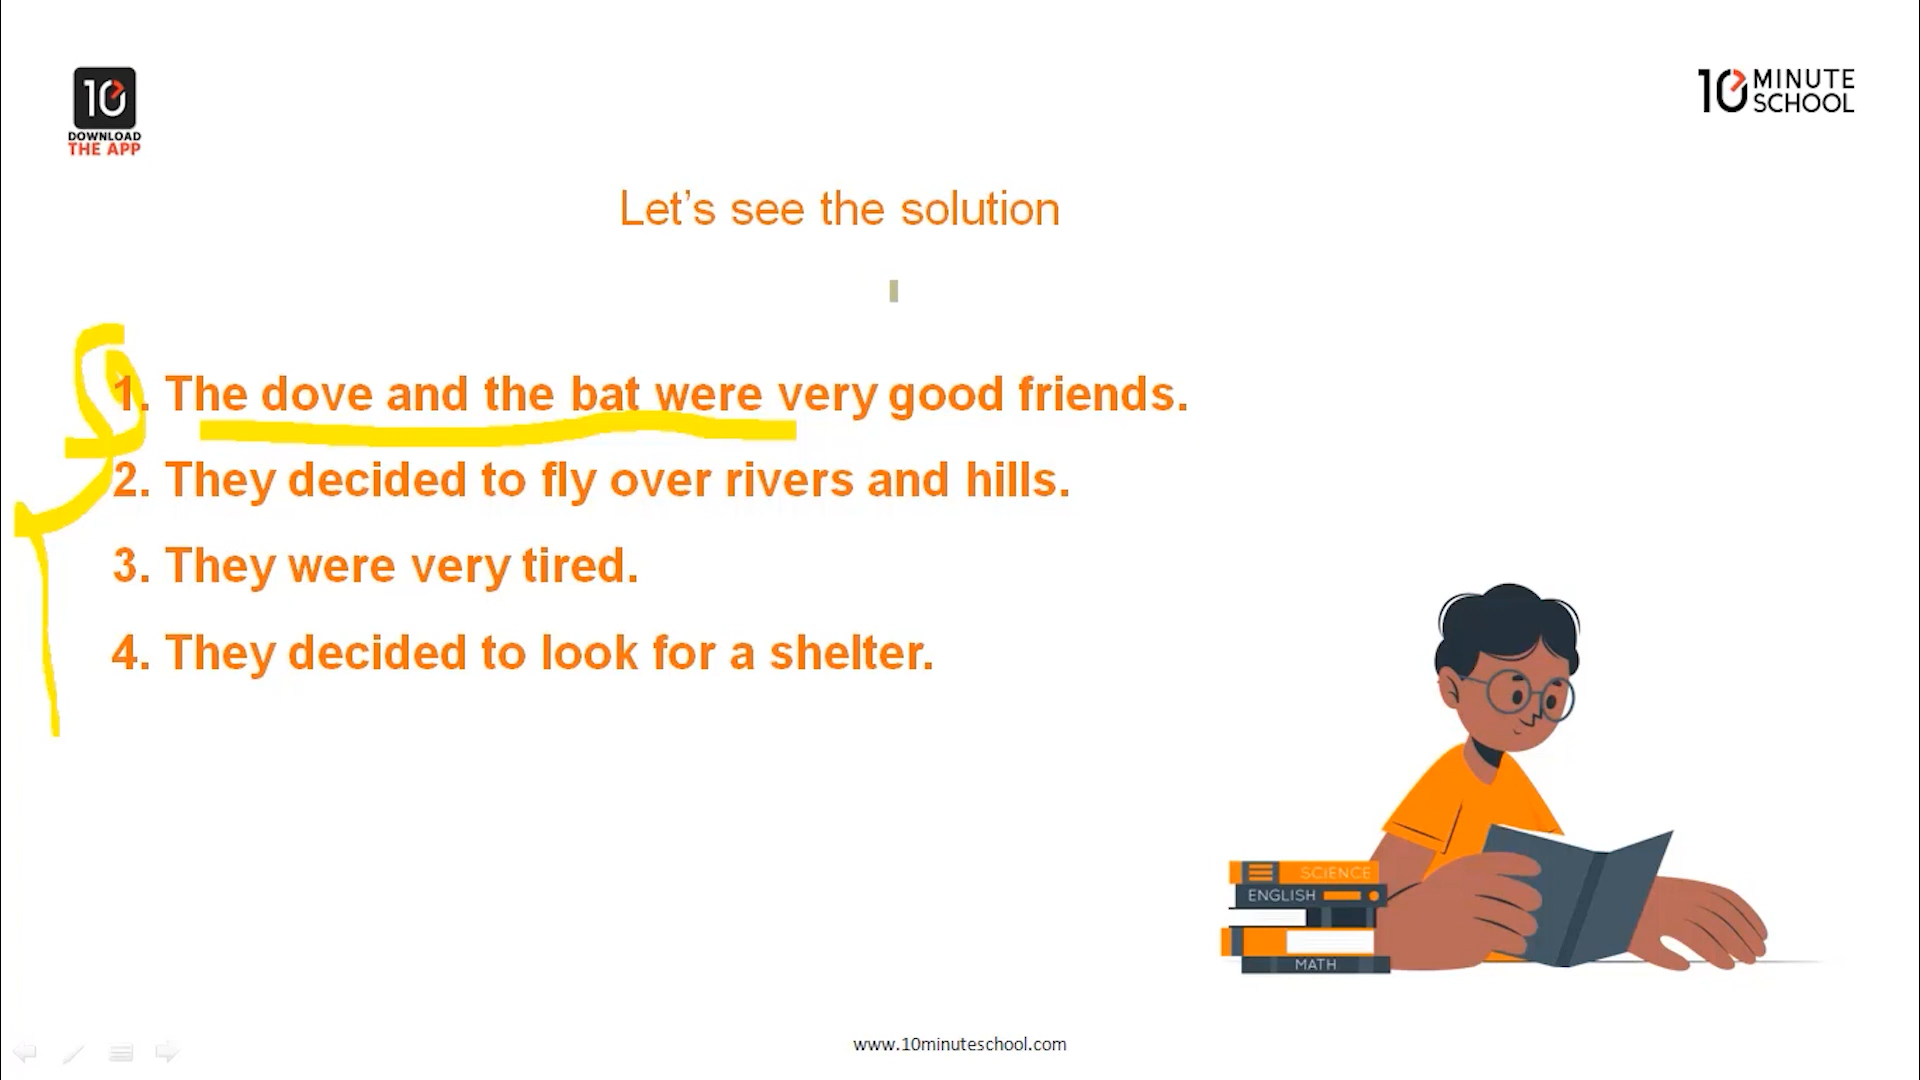 10
DOWNLOAD
THE APP
10 MINUTE
SCHOOL
Let's see the solution
1. The dove and the bat were very good friends.
2. They decided to fly over rivers and hills.
3. They were very tired.
4. They decided to look for a shelter.
SCIENCE
ENGLISH
MATH
www.10minuteschool.com